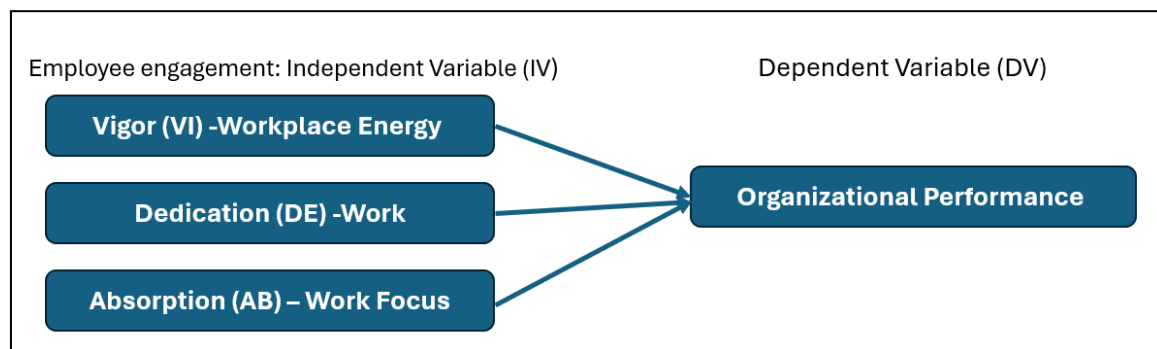 Employee engagement: Independent Variable (IV)
Dependent Variable (DV)
Vigor (VI) -Workplace Energy
Dedication (DE) -Work
Absorption (AB) – Work Focus
Organizational Performance